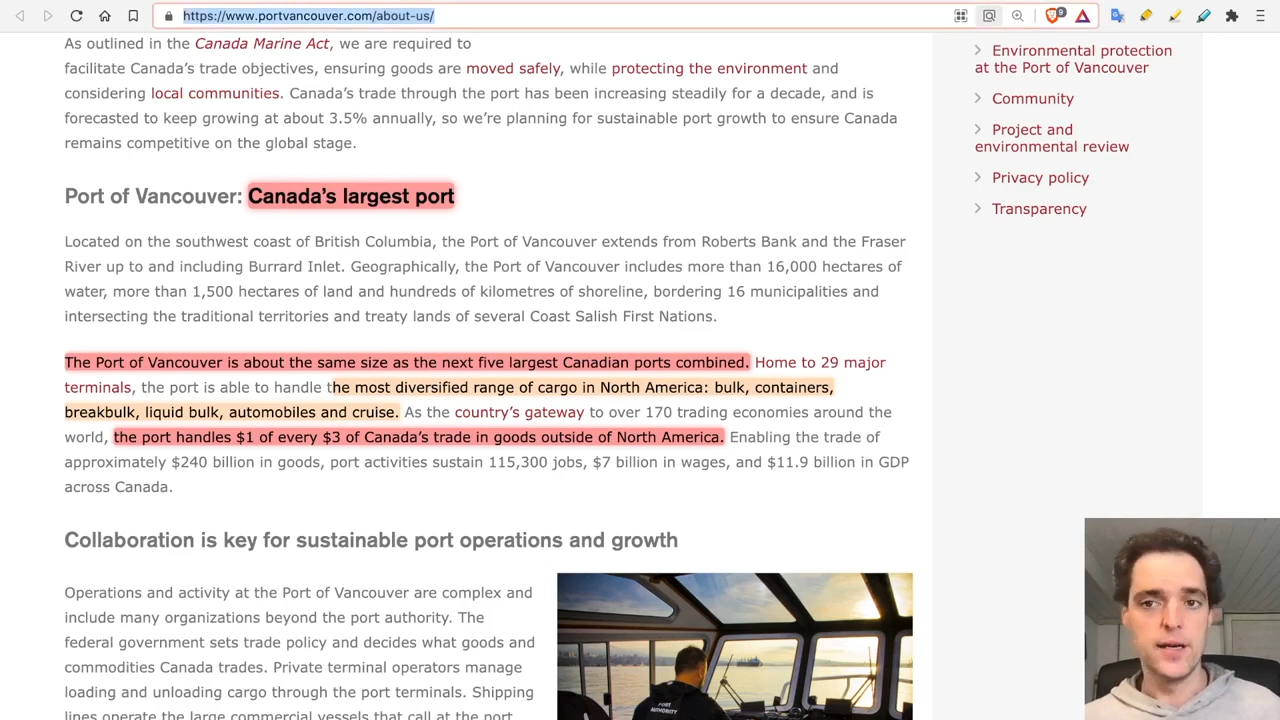 https://www.portvancouver.com/about-us/
As outlined in the Canada Marine Act, we are required to
facilitate Canada’s trade objectives, ensuring goods are moved safely, while protecting the environment and
considering local communities. Canada’s trade through the port has been increasing steadily for a decade, and is
forecasted to keep growing at about 3.5% annually, so we’re planning for sustainable port growth to ensure Canada
remains competitive on the global stage.
Port of Vancouver: Canada’s largest port
Located on the southwest coast of British Columbia, the Port of Vancouver extends from Roberts Bank and the Fraser
River up to and including Burrard Inlet. Geographically, the Port of Vancouver includes more than 16,000 hectares of
water, more than 1,500 hectares of land and hundreds of kilometres of shoreline, bordering 16 municipalities and
intersecting the traditional territories and treaty lands of several Coast Salish First Nations.
The Port of Vancouver is about the same size as the next five largest Canadian ports combined. Home to 29 major
terminals, the port is able to handle the most diversified range of cargo in North America: bulk, containers,
breakbulk, liquid bulk, automobiles and cruise. As the country’s gateway to over 170 trading economies around the
world, the port handles $1 of every $3 of Canada’s trade in goods outside of North America. Enabling the trade of
approximately $240 billion in goods, port activities sustain 115,300 jobs, $7 billion in wages, and $11.9 billion in GDP
across Canada.
Collaboration is key for sustainable port operations and growth
Operations and activity at the Port of Vancouver are complex and
include many organizations beyond the port authority. The
federal government sets trade policy and decides what goods and
commodities Canada trades. Private terminal operators manage
loading and unloading cargo through the port terminals. Shipping
lines operate the large commercial vessels that call at the port
PORT
AUTHORITY
Environmental protection
at the Port of Vancouver
Community
Project and
environmental review
Privacy policy
Transparency